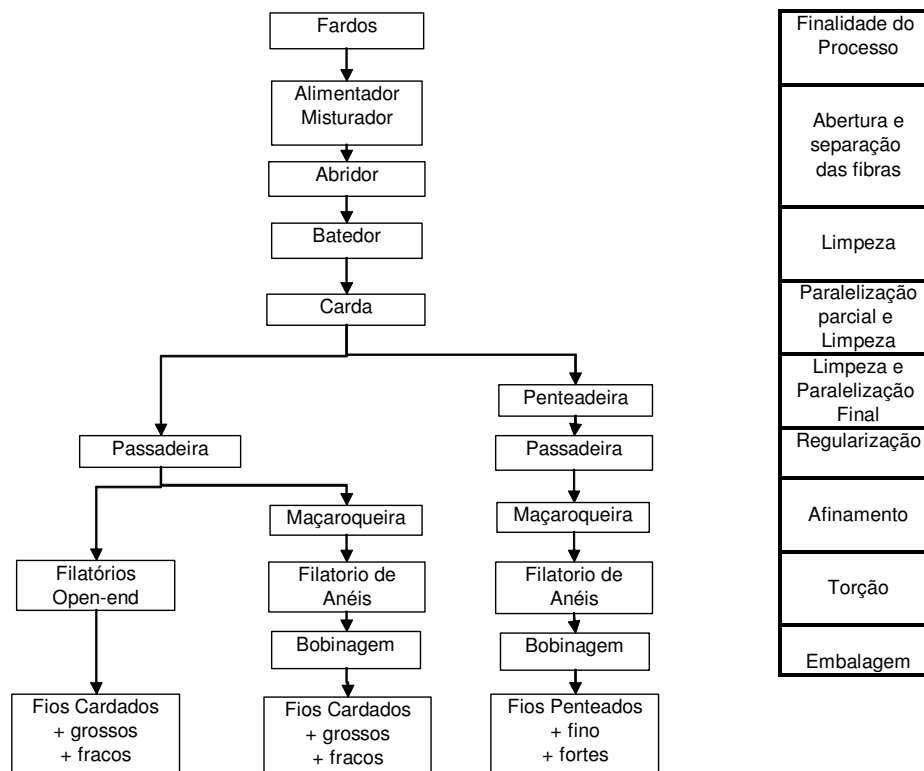 Fardos
Alimentador
Misturador
Abridor
Batedor
Carda
Penteadeira
Passadeira
Passadeira
Maçaroqueira
Maçaroqueira
Filatórios
Open-end
Filatorio de
Anéis
Filatorio de
Anéis
Bobinagem
Bobinagem
Fios Cardados
+ grossos
+ fracos
Fios Cardados
+ grossos
+ fracos
Fios Penteados
+ fino
+ fortes
Finalidade do
Processo
Abertura e
separação
das fibras
Limpeza
Paralelização
parcial e
Limpeza
Limpeza e
Paralelização
Final
Regularização
Afinamento
Torção
Embalagem